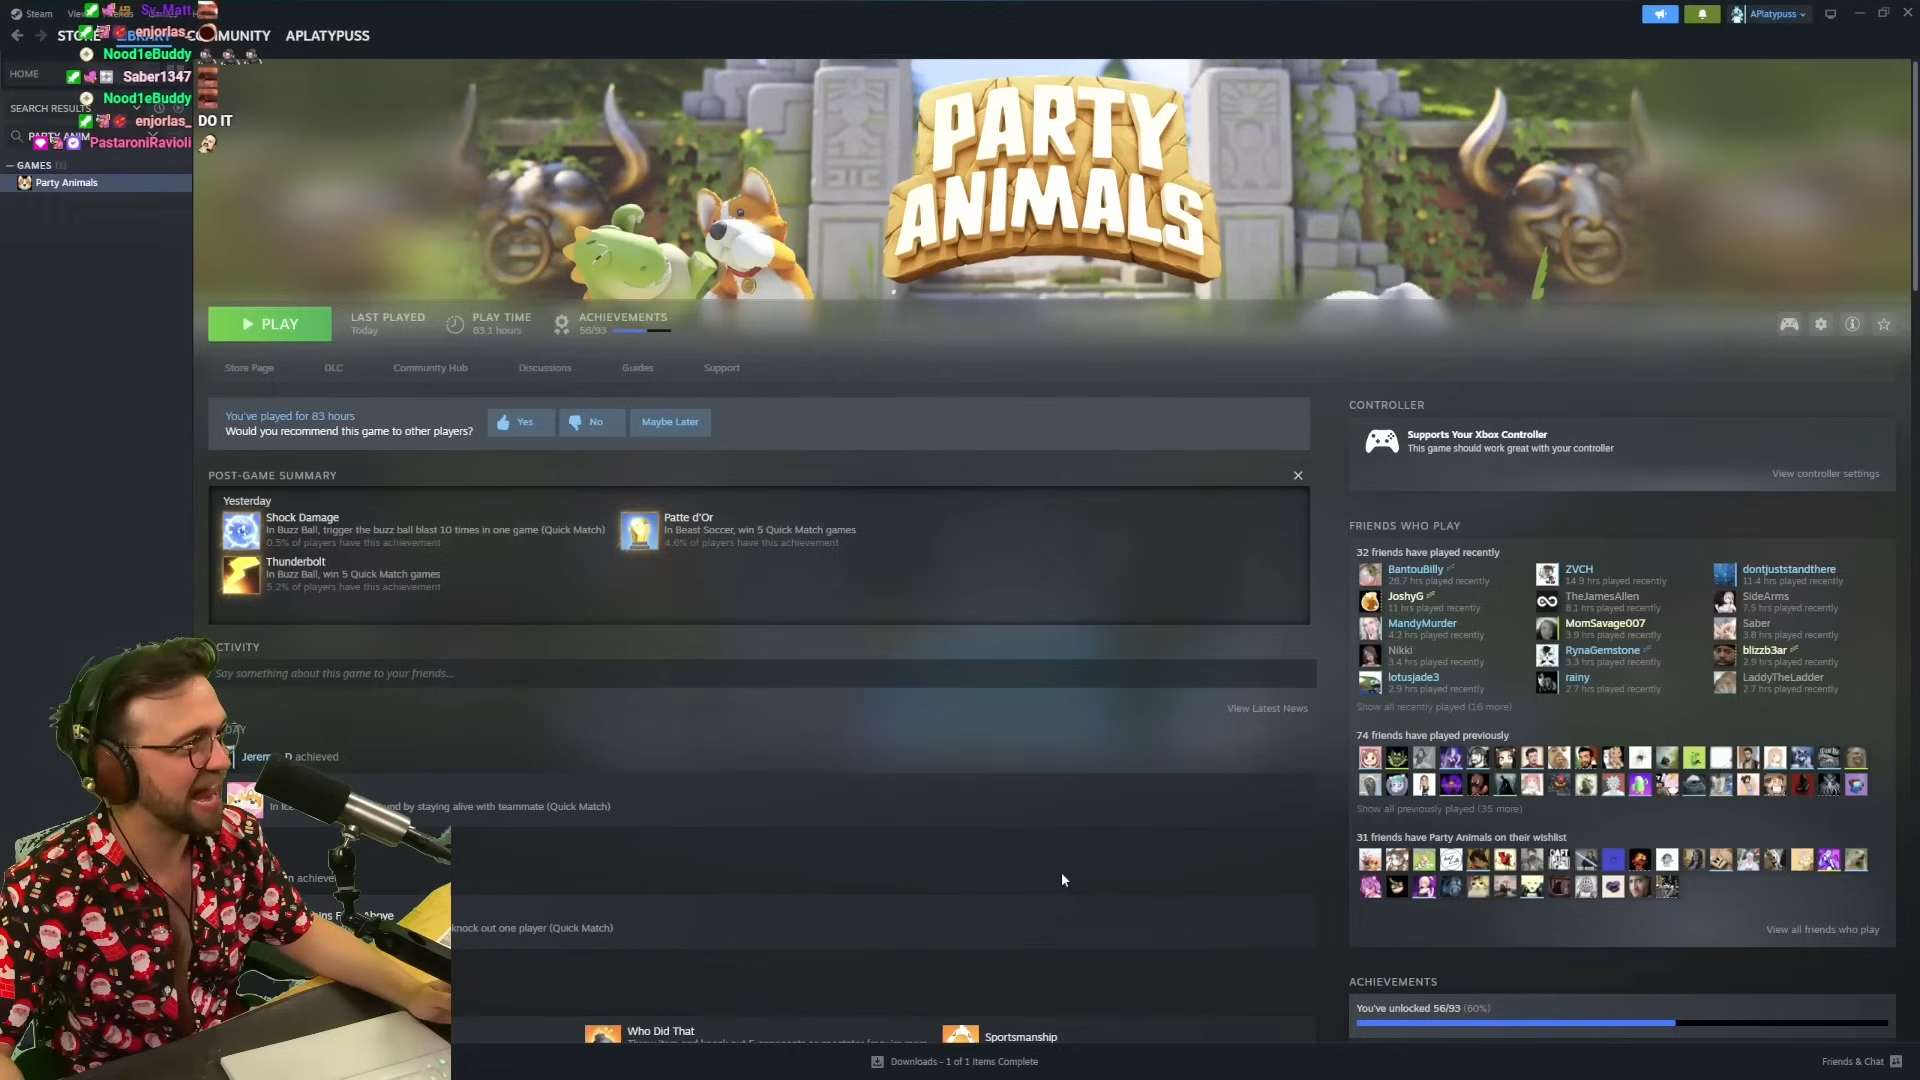 Steam
View
Sy_Matt
enjorlas_
Nood1eBuddy
Saber1347
Nood1eBuddy
enjorlas_ DO IT
PastaroniRavioli
APlatypuss
COMMUNITY
APLATYPUSS
HOME
SEARCH RESULTS
PARTY ANIM
GAMES (1)
Party Animals
PARTY
ANIMALS
PLAY
LAST PLAYED
Today
PLAY TIME
83.1 hours
ACHIEVEMENTS
56/93
Store Page
DLC
Community Hub
Discussions
Guides
Support
You've played for 83 hours
Would you recommend this game to other players?
Yes
No
Maybe Later
POST-GAME SUMMARY
Yesterday
Shock Damage
In Buzz Ball, trigger the buzz ball blast 10 times in one game (Quick Match)
0.5% of players have this achievement
Patte d'Or
In Beast Soccer, win 5 Quick Match games
4.6% of players have this achievement
Thunderbolt
In Buzz Ball, win 5 Quick Match games
5.2% of players have this achievement
CTIVITY
Say something about this game to your friends...
View Latest News
achieved
by staying alive with teammate (Quick Match)
Above
knock out one player (Quick Match)
Who Did That
Sportsmanship
CONTROLLER
Supports Your Xbox Controller
This game should work great with your controller
View controller settings
FRIENDS WHO PLAY
32 friends have played recently
BantouBilly
28.7 hrs played recently
ZVCH
14.9 hrs played recently
dontjuststandthere
11.4 hrs played recently
JoshyG
11 hrs played recently
TheJamesAllen
8.1 hrs played recently
SideArms
7.5 hrs played recently
MandyMurder
4.2 hrs played recently
MomSavage007
3.9 hrs played recently
Saber
3.8 hrs played recently
Nikki
3.4 hrs played recently
RynaGemstone
3.3 hrs played recently
blizzb3ar
2.9 hrs played recently
lotusjade3
2.9 hrs played recently
rainy
2.7 hrs played recently
LaddyTheLadder
2.7 hrs played recently
Show all recently played (16 more)
74 friends have played previously
Show all previously played (35 more)
31 friends have Party Animals on their wishlist
View all friends who play
ACHIEVEMENTS
You've unlocked 56/93 (60%)
Downloads - 1 of 1 Items Complete
Friends & Chat